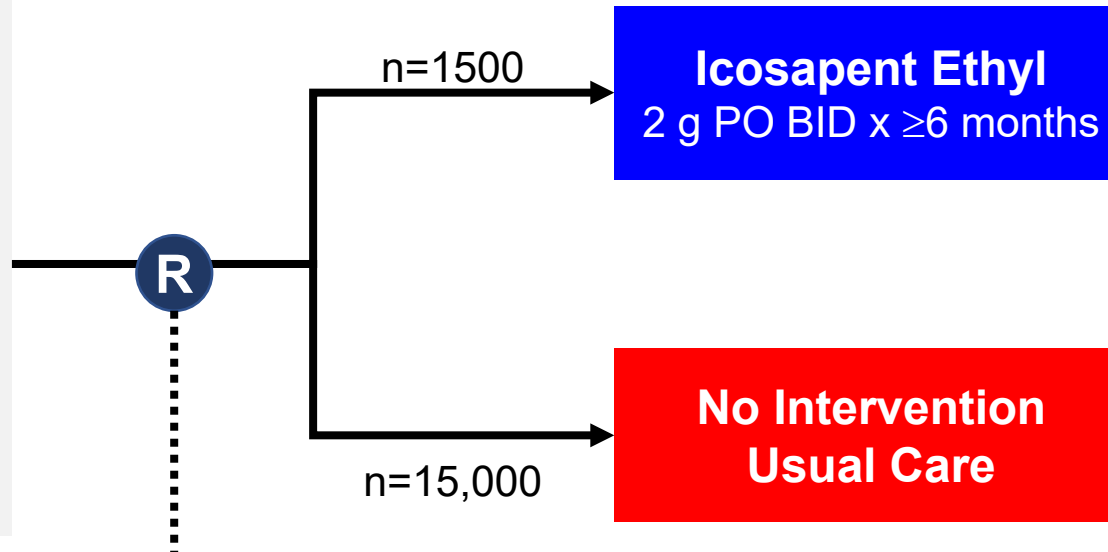 n=1500
Icosapent Ethyl
2 g PO BID x ≥6 months
R
No Intervention
Usual Care
n=15,000